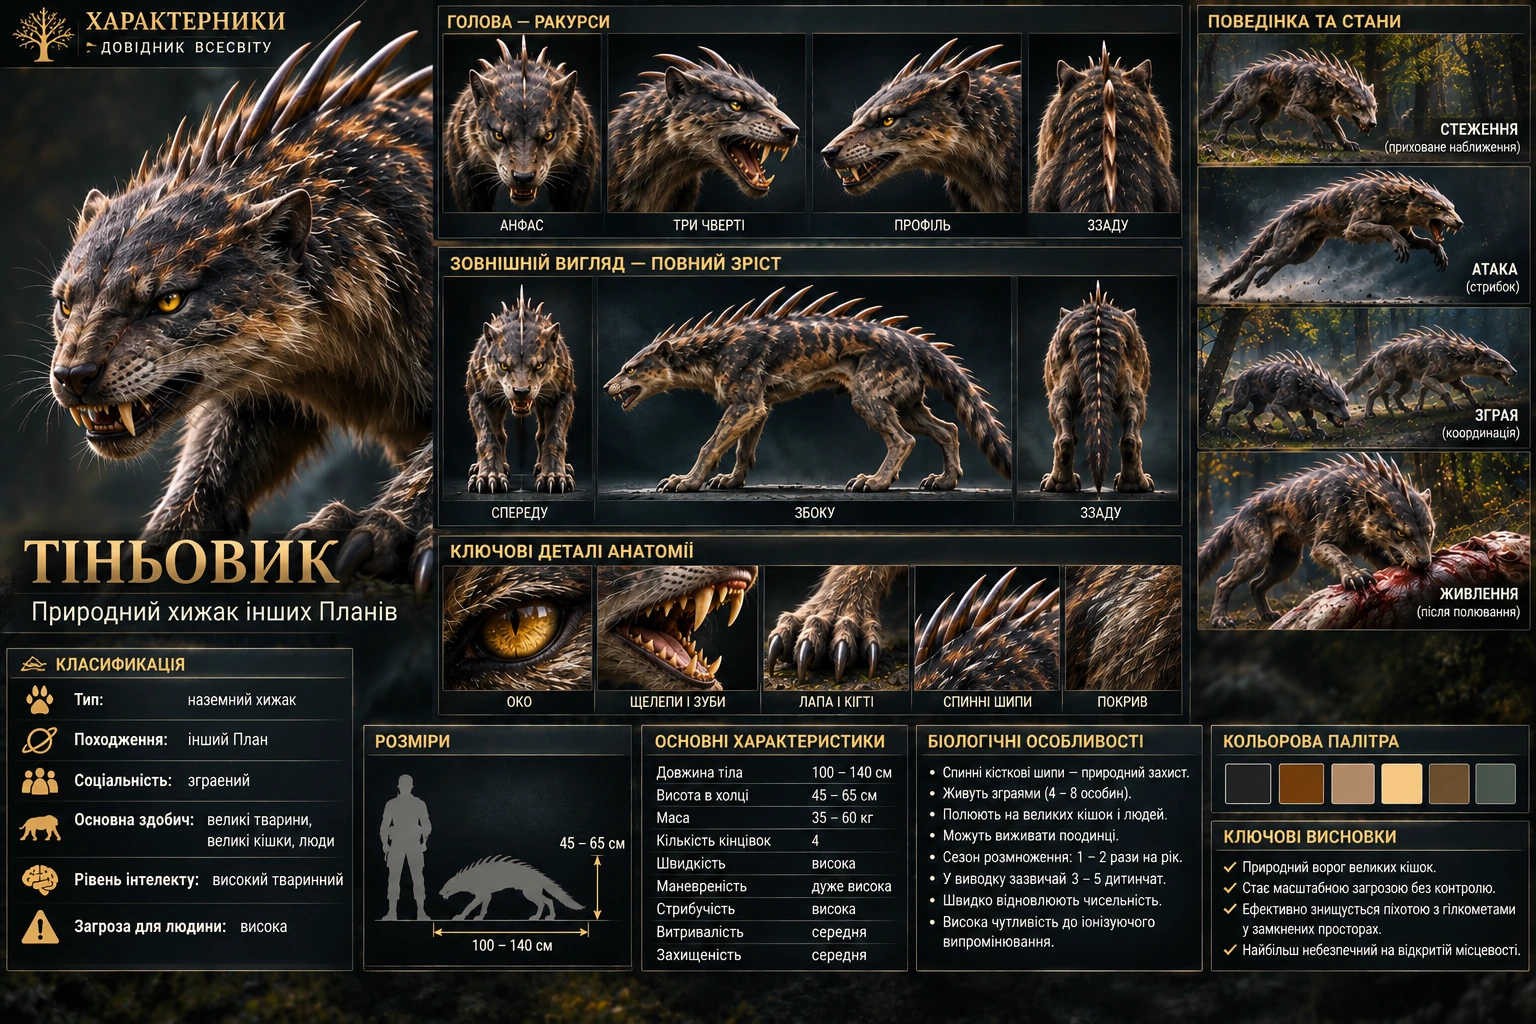 ХАРАКТЕРНИКИ
ДОВІДНИК ВСЕСВІТУ
ТІНЬОВИК
Природний хижак інших Планів
КЛАСИФІКАЦІЯ
Тип: наземний хижак
Походження: інший План
Соціальність: зграєний
Основна здобич: великі тварини,
великі кішки, люди
Рівень інтелекту: високий тваринний
Загроза для людини: висока
ГОЛОВА — РАКУРСИ
АНФАС
ТРИ ЧВЕРТІ
ПРОФІЛЬ
ЗЗАДУ
ЗОВНІШНІЙ ВИГЛЯД — ПОВНИЙ ЗРІСТ
СПЕРЕДУ
ЗБОКУ
ЗЗАДУ
КЛЮЧОВІ ДЕТАЛІ АНАТОМІЇ
ОКО
ЩЕЛЕПИ І ЗУБИ
ЛАПА І КІГТІ
СПИННІ ШИПИ
ПОКРИВ
ПОВЕДІНКА ТА СТАНИ
СТЕЖЕННЯ
(приховане наближення)
АТАКА
(стрибок)
ЗГРАЯ
(координація)
ЖИВЛЕННЯ
(після полювання)
РОЗМІРИ
45 – 65 см
100 – 140 см
ОСНОВНІ ХАРАКТЕРИСТИКИ
Довжина тіла 100 – 140 см
Висота в холці 45 – 65 см
Маса 35 – 60 кг
Кількість кінцівок 4
Швидкість висока
Маневреність дуже висока
Стрибучість висока
Витривалість середня
Захищеність середня
БІОЛОГІЧНІ ОСОБЛИВОСТІ
• Спинні кісткові шипи — природний захист.
• Живуть зграями (4 – 8 особин).
• Полюють на великих кішок і людей.
• Можуть виживати поодинці.
• Сезон розмноження: 1 – 2 рази на рік.
• У виводку зазвичай 3 – 5 дитинчат.
• Швидко відновлюють чисельність.
• Висока чутливість до іонізуючого
випромінювання.
КОЛЬОРОВА ПАЛІТРА
КЛЮЧОВІ ВИСНОВКИ
✓ Природний ворог великих кішок.
✓ Стає масштабною загрозою без контролю.
✓ Ефективно знищується піхотою з гілкометами
у замкнених просторах.
✓ Найбільш небезпечний на відкритій місцевості.